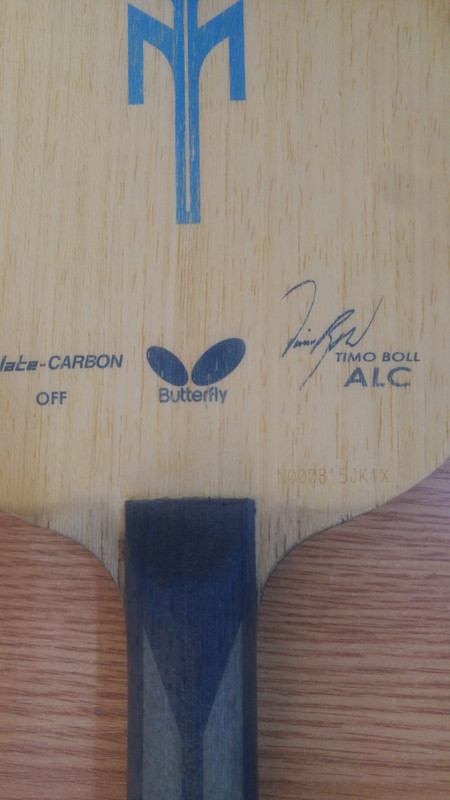 late-CARBON
OFF
Butterfly
TIMO BOLL
ALC